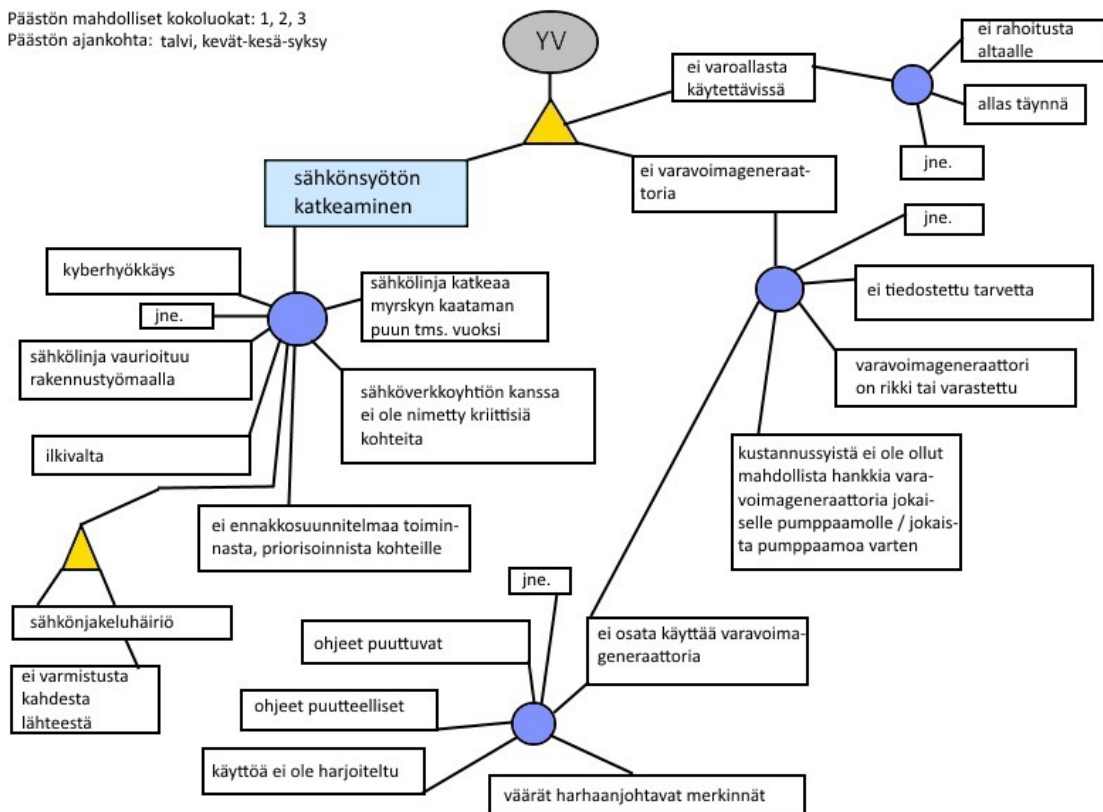 Päästön mahdolliset kokoluokat: 1, 2, 3
Päästön ajankohta: talvi, kevät-kesä-syksy
YV
ei varoallasta
käytettävissä
ei rahoitusta
altaalle
allas täynnä
jne.
sähkönsyötön
katkeaminen
ei varavoimageneraat-
toria
jne.
ei tiedostettu tarvetta
varavoimageneraattori
on rikki tai varastettu
kustannussyistä ei ole ollut
mahdollista hankkia vara-
voimageneraattoria jokai-
selle pumppaamolle / jokais-
ta pumppaamoa varten
kyberhyökkäys
jne.
sähkölinja vaurioituu
rakennustyömaalla
ilkivalta
sähkölinja katkeaa
myrskyn kaataman
puun tms. vuoksi
sähköverkkoyhtiön kanssa
ei ole nimetty kriittisiä
kohteita
ei ennakkosuunnitelmaa toimin-
nasta, priorisoinnista kohteille
sähkönjakeluhäiriö
ei varmistusta
kahdesta
lähteestä
ei osata käyttää varavoima-
generaattoria
jne.
ohjeet puuttuvat
ohjeet puutteelliset
käyttöä ei ole harjoiteltu
väärät harhaanjohtavat merkinnät